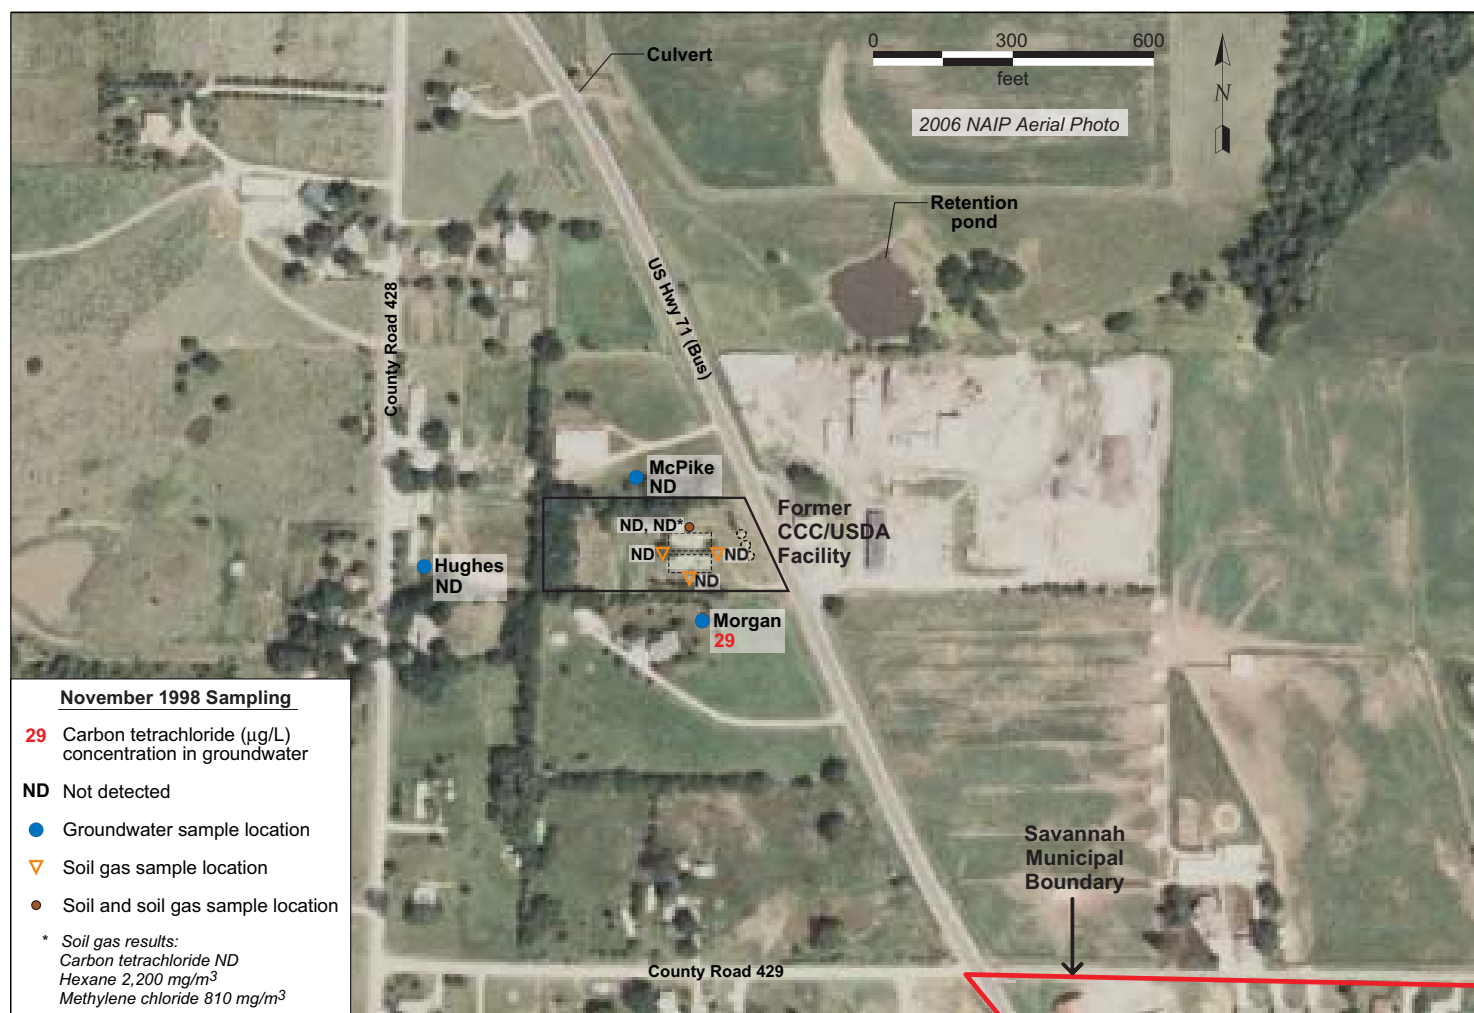 Culvert
0 300 600
feet
N
2006 NAIP Aerial Photo
Retention
pond
US Hwy 71 (Bus)
County Road 428
McPike
ND
Former
CCC/USDA
Facility
ND, ND*
ND
ND
ND
Hughes
ND
Morgan
29
November 1998 Sampling
29 Carbon tetrachloride (µg/L)
concentration in groundwater
ND Not detected
Groundwater sample location
Soil gas sample location
Soil and soil gas sample location
* Soil gas results:
Carbon tetrachloride ND
Hexane 2,200 mg/m³
Methylene chloride 810 mg/m³
Savannah
Municipal
Boundary
County Road 429